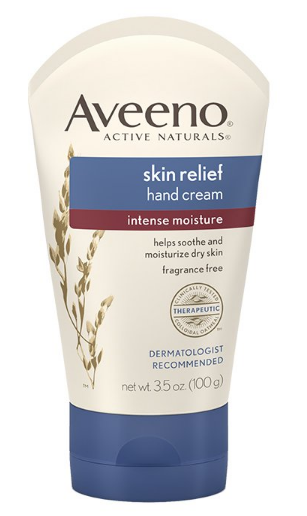 Aveeno®
ACTIVE NATURALS®
skin relief
hand cream
intense moisture
helps soothe and
moisturize dry skin
fragrance free
CLINICALLY TESTED
THERAPEUTIC
COLLOIDAL OATMEAL
DERMATOLOGIST
RECOMMENDED
net wt. 3.5 oz. (100 g)